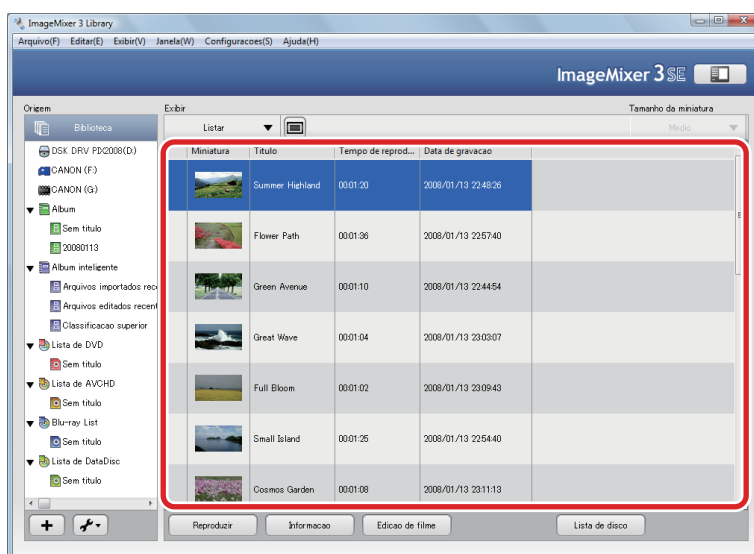 ImageMixer 3 Library
Arquivo(F) Editar(E) Exibir(V) Janela(W) Configuracoes(S) Ajuda(H)
ImageMixer 3 SE
Origem Exibir Tamanho da miniatura
Biblioteca Listar Medio
DSK DRV PD2008(D:) Miniatura Titulo Tempo de reprod... Data de gravacao
CANON (F:)
CANON (G:) Summer Highland 00:01:20 2008/01/13 22:48:26
Album
Sem titulo Flower Path 00:01:36 2008/01/13 22:57:40
20080113
Album inteligente
Arquivos importados rec Green Avenue 00:01:10 2008/01/13 22:44:54
Arquivos editados recent
Classificacao superior
Lista de DVD Great Wave 00:01:04 2008/01/13 23:03:07
Sem titulo
Lista de AVCHD Full Bloom 00:01:02 2008/01/13 23:09:43
Sem titulo
Blu-ray List
Sem titulo Small Island 00:01:25 2008/01/13 22:54:40
Lista de DataDisc
Sem titulo Cosmos Garden 00:01:08 2008/01/13 23:11:13
Reproduzir Informacao Edicao de filme Lista de disco